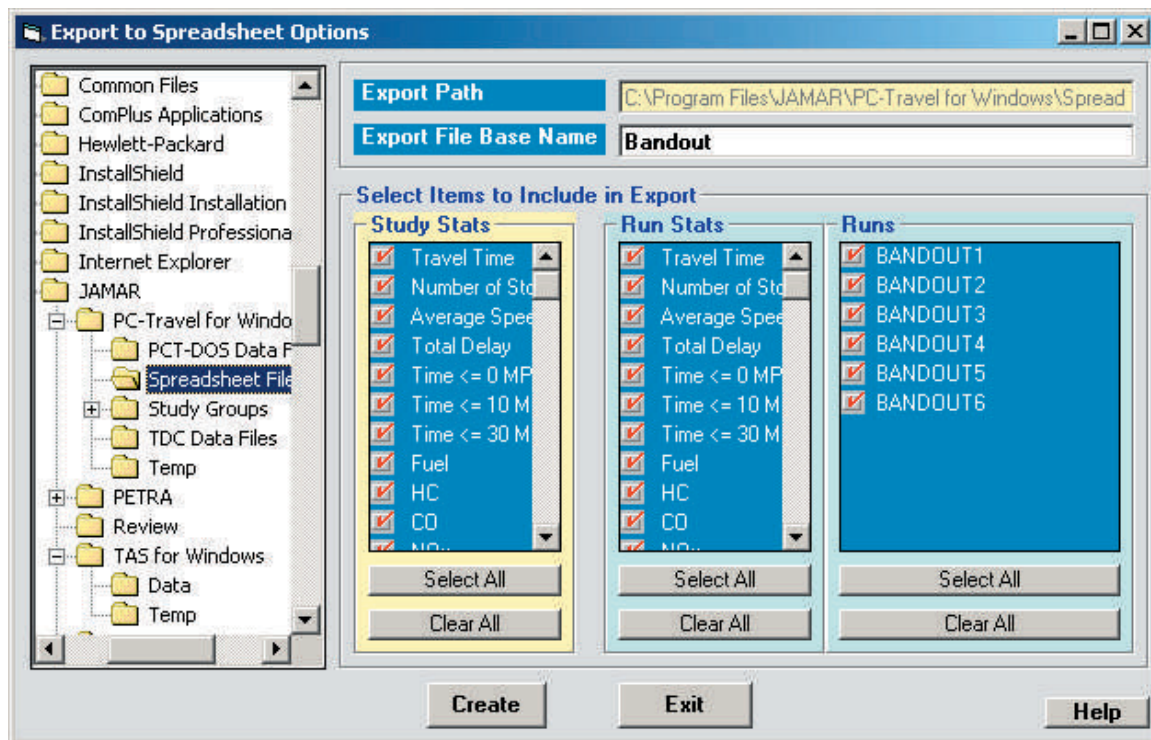 Export to Spreadsheet Options
Common Files
ComPlus Applications
Hewlett-Packard
InstallShield
InstallShield Installation
InstallShield Professiona
Internet Explorer
JAMAR
PC-Travel for Windo
PCT-DOS Data F
Spreadsheet File
Study Groups
TDC Data Files
Temp
PETRA
Review
TAS for Windows
Data
Temp
Export Path
C:\Program Files\JAMAR\PC-Travel for Windows\Spread
Export File Base Name
Bandout
Select Items to Include in Export
Study Stats
Travel Time
Number of Sto
Average Spee
Total Delay
Time <= 0 MP
Time <= 10 M
Time <= 30 M
Fuel
HC
CO
NOx
Select All
Clear All
Run Stats
Travel Time
Number of Sto
Average Spee
Total Delay
Time <= 0 MP
Time <= 10 M
Time <= 30 M
Fuel
HC
CO
NOx
Select All
Clear All
Runs
BANDOUT1
BANDOUT2
BANDOUT3
BANDOUT4
BANDOUT5
BANDOUT6
Select All
Clear All
Create
Exit
Help